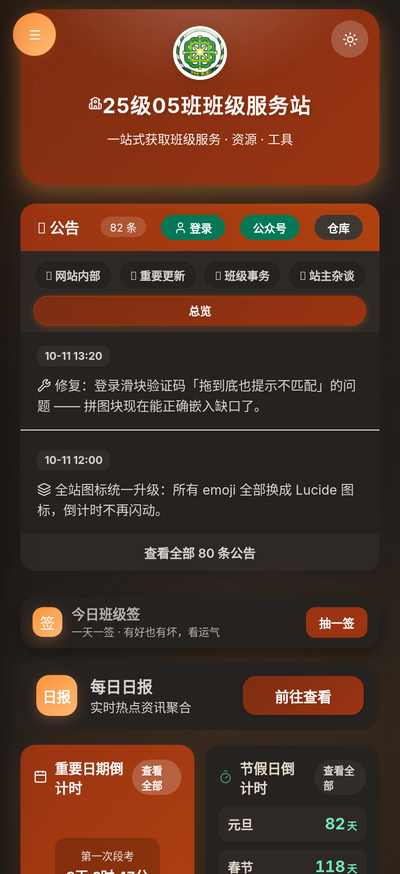 25级05班班级服务站
一站式获取班级服务 · 资源 · 工具
公告
82 条
登录
公众号
仓库
网站内部
重要更新
班级事务
站主杂谈
总览
10-11 13:20
修复：登录滑块验证码「拖到底也提示不匹配」的问
题 —— 拼图块现在能正确嵌入缺口了。
10-11 12:00
全站图标统一升级：所有 emoji 全部换成 Lucide 图
标，倒计时不再闪动。
查看全部 80 条公告
签
今日班级签
一天一签 · 有好也有坏，看运气
抽一签
日报
每日日报
实时热点资讯聚合
前往查看
重要日期倒
计时
查看
全部
第一次段考
节假日倒
计时
查看全
部
元旦
82 天
春节
118 天